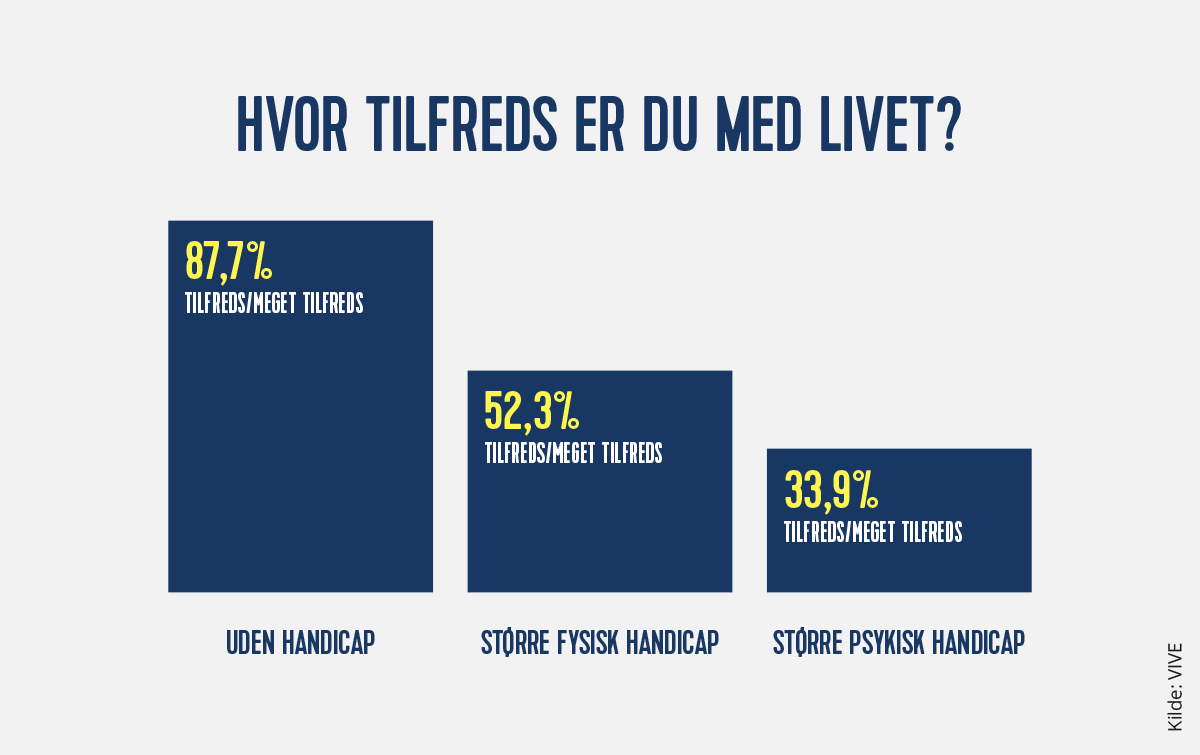 HVOR TILFREDS ER DU MED LIVET?
87,7%
TILFREDS/MEGET TILFREDS
52,3%
TILFREDS/MEGET TILFREDS
33,9%
TILFREDS/MEGET TILFREDS
UDEN HANDICAP
STØRRE FYSISK HANDICAP
STØRRE PSYKISK HANDICAP
Kilde: VIVE